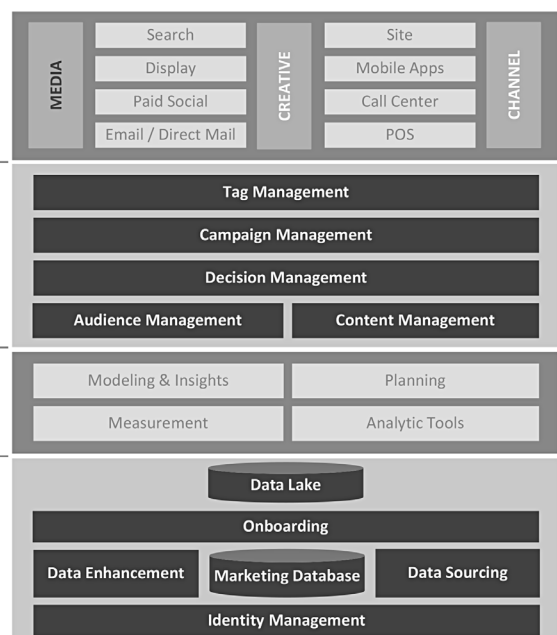 MEDIA
Search
Display
Paid Social
Email / Direct Mail
CREATIVE
Site
Mobile Apps
Call Center
POS
CHANNEL
Tag Management
Campaign Management
Decision Management
Audience Management
Content Management
Modeling & Insights
Planning
Measurement
Analytic Tools
Data Lake
Onboarding
Data Enhancement
Marketing Database
Data Sourcing
Identity Management